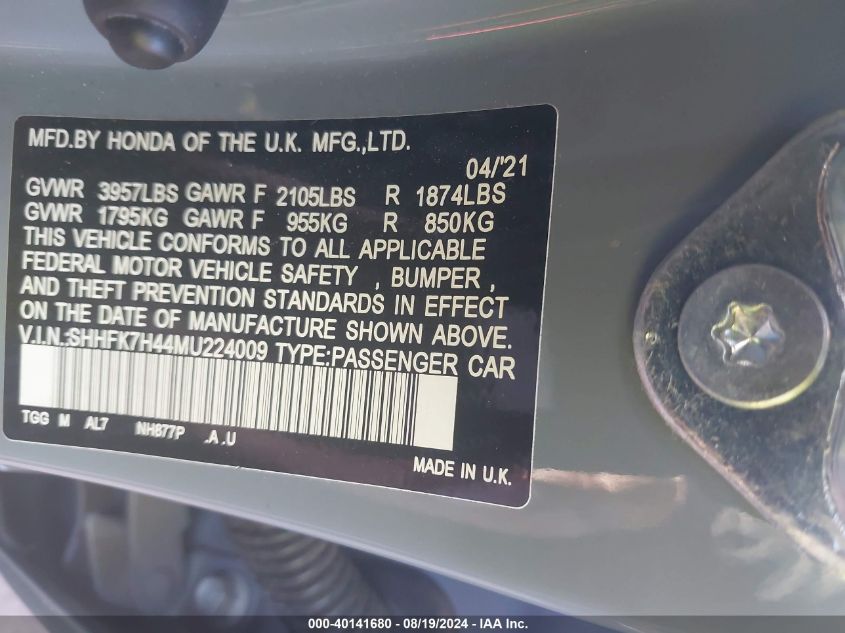 MFD.BY HONDA OF THE U.K. MFG.,LTD.
04/'21
GVWR 3957LBS GAWR F 2105LBS R 1874LBS
GVWR 1795KG GAWR F 955KG R 850KG
THIS VEHICLE CONFORMS TO ALL APPLICABLE
FEDERAL MOTOR VEHICLE SAFETY , BUMPER ,
AND THEFT PREVENTION STANDARDS IN EFFECT
ON THE DATE OF MANUFACTURE SHOWN ABOVE.
V.I.N.:SHHFK7H44MU224009 TYPE:PASSENGER CAR
TGG M AL7 NH877P .A .U
MADE IN U.K.
000-40141680 - 08/19/2024 - IAA Inc.